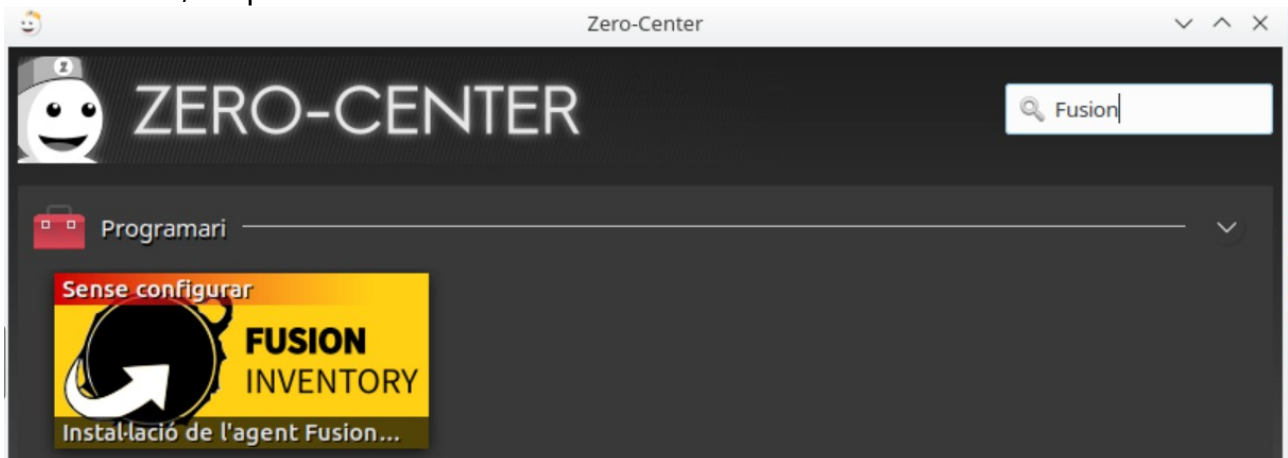 Zero-Center
Z
ZERO-CENTER
Fusion
Programari
Sense configurar
FUSION
INVENTORY
Instal·lació de l'agent Fusion...